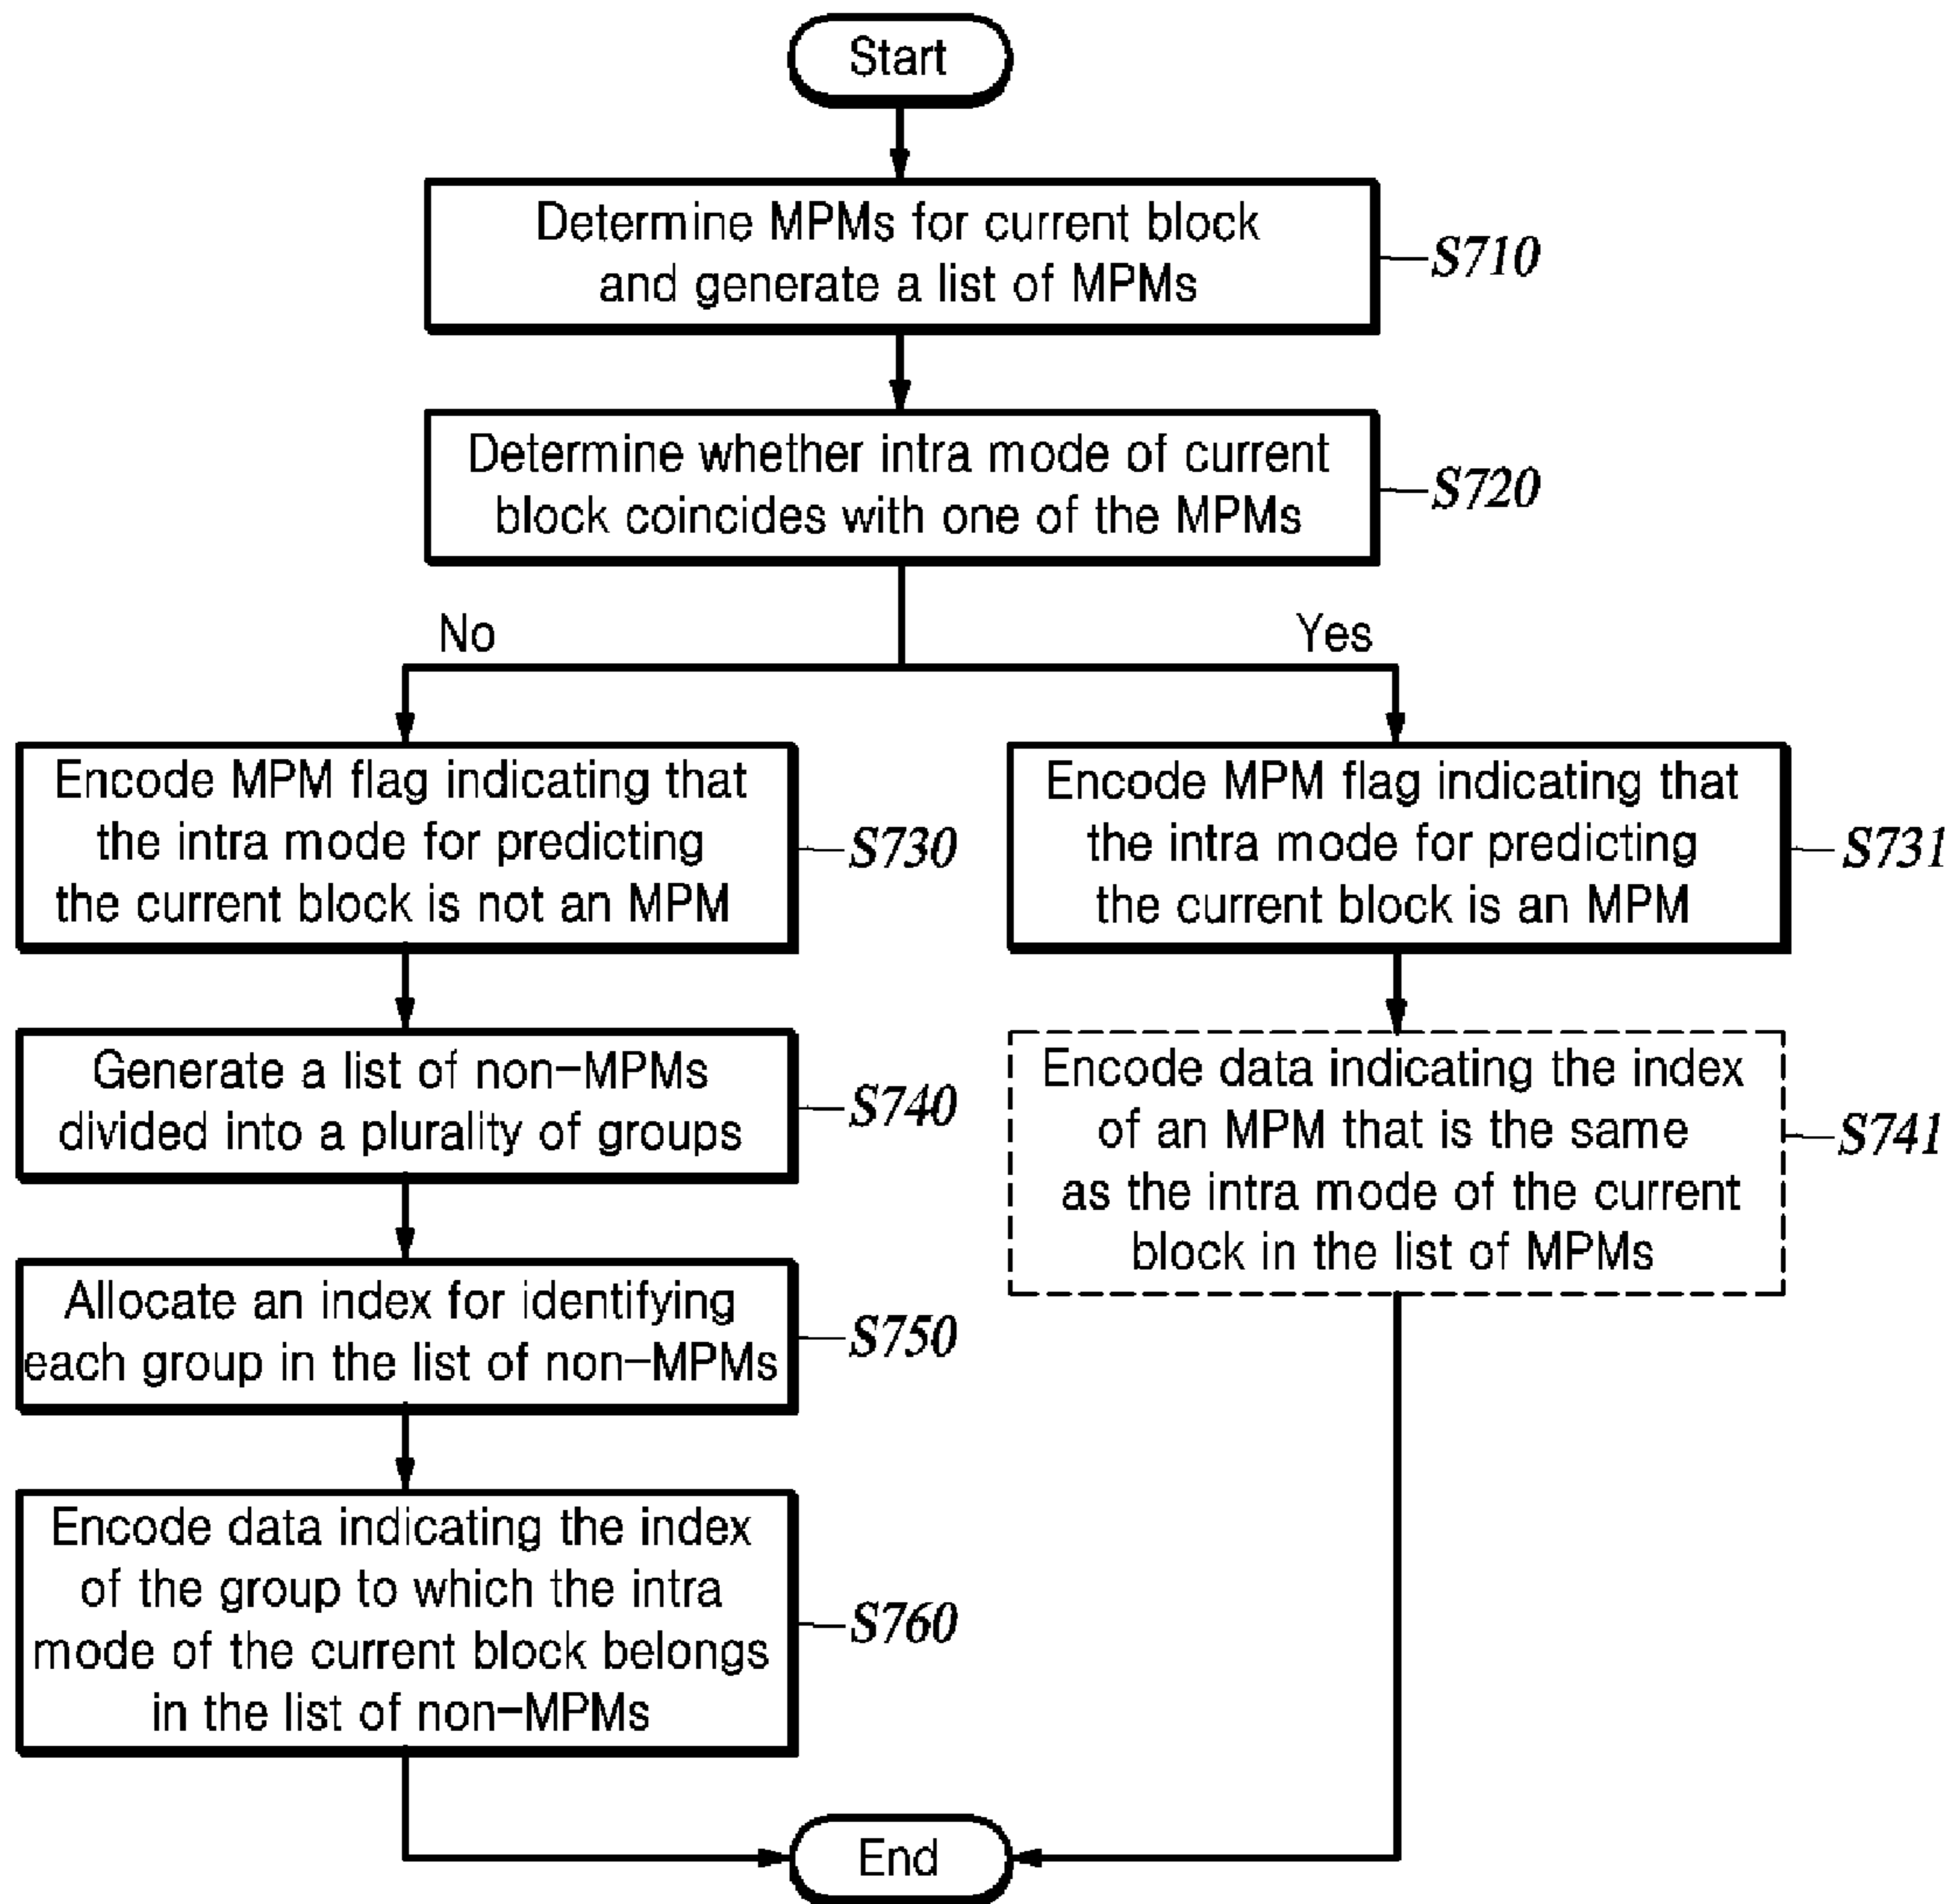 Start
Determine MPMs for current block
and generate a list of MPMs
S710
Determine whether intra mode of current
block coincides with one of the MPMs
S720
No
Yes
Encode MPM flag indicating that
the intra mode for predicting
the current block is not an MPM
S730
Encode MPM flag indicating that
the intra mode for predicting
the current block is an MPM
S731
Generate a list of non-MPMs
divided into a plurality of groups
S740
Encode data indicating the index
of an MPM that is the same
as the intra mode of the current
block in the list of MPMs
S741
Allocate an index for identifying
each group in the list of non-MPMs
S750
Encode data indicating the index
of the group to which the intra
mode of the current block belongs
in the list of non-MPMs
S760
End